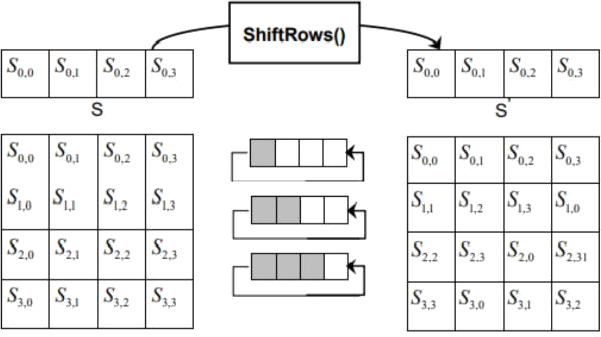 ShiftRows()
S0,0 S0,1 S0,2 S0,3 S0,0 S0,1 S0,2 S0,3
S S'
S0,0 S0,1 S0,2 S0,3 S0,0 S0,1 S0,2 S0,3
S1,0 S1,1 S1,2 S1,3 S1,1 S1,2 S1,3 S1,0
S2,0 S2,1 S2,2 S2,3 S2,2 S2,3 S2,0 S2,31
S3,0 S3,1 S3,2 S3,3 S3,3 S3,0 S3,1 S3,2